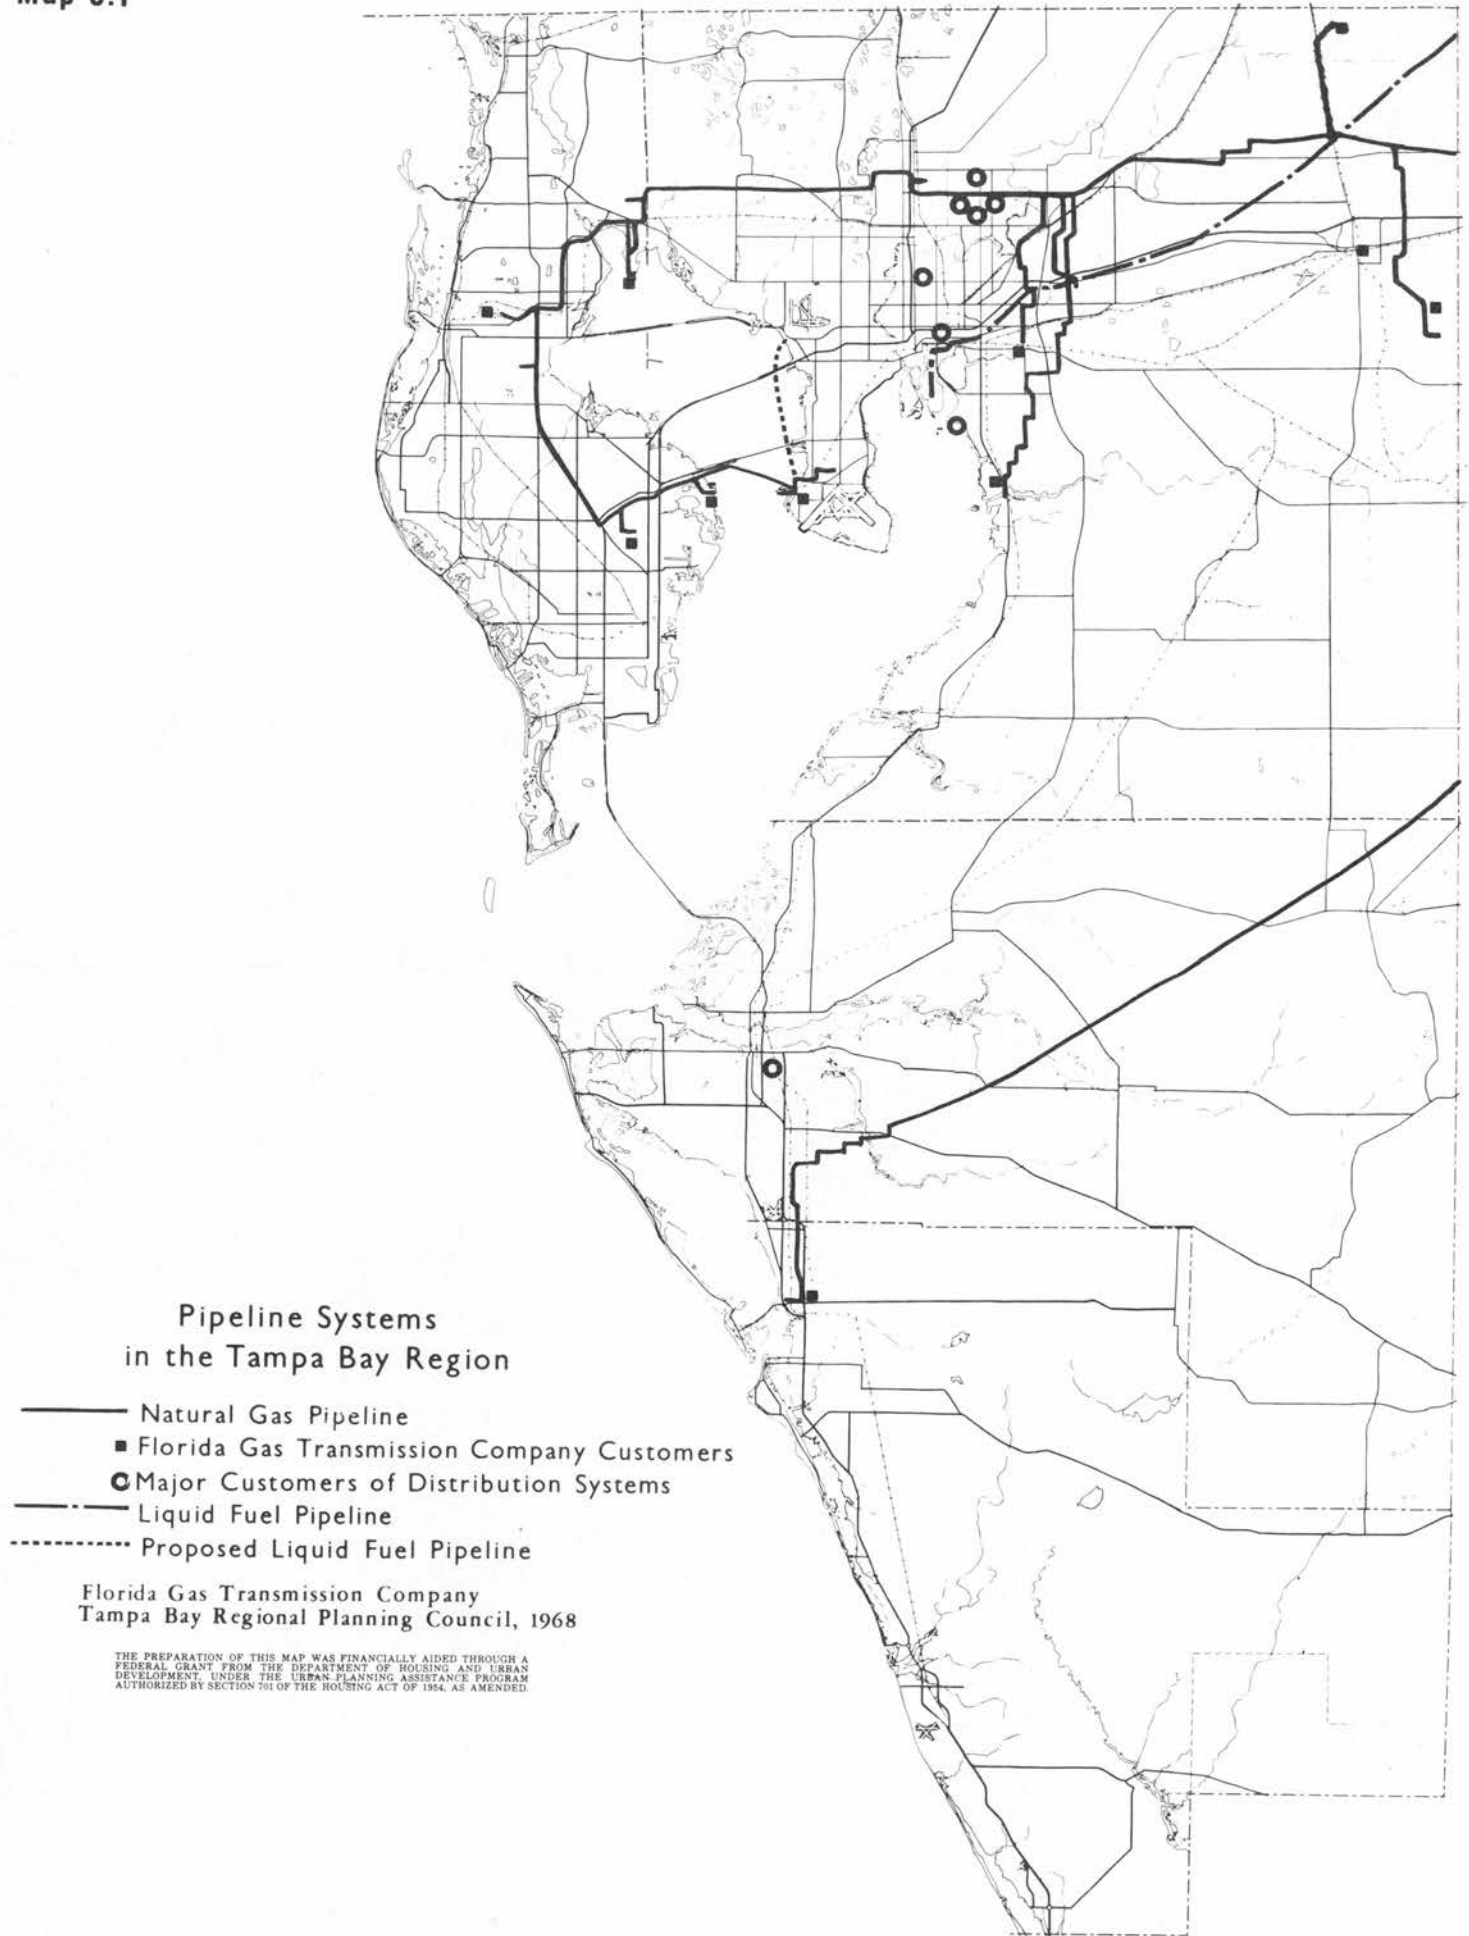 Pipeline Systems
in the Tampa Bay Region
Natural Gas Pipeline
Florida Gas Transmission Company Customers
Major Customers of Distribution Systems
Liquid Fuel Pipeline
Proposed Liquid Fuel Pipeline
Florida Gas Transmission Company
Tampa Bay Regional Planning Council, 1968
THE PREPARATION OF THIS MAP WAS FINANCIALLY AIDED THROUGH A
FEDERAL GRANT FROM THE DEPARTMENT OF HOUSING AND URBAN
DEVELOPMENT, UNDER THE URBAN PLANNING ASSISTANCE PROGRAM
AUTHORIZED BY SECTION 701 OF THE HOUSING ACT OF 1954, AS AMENDED.